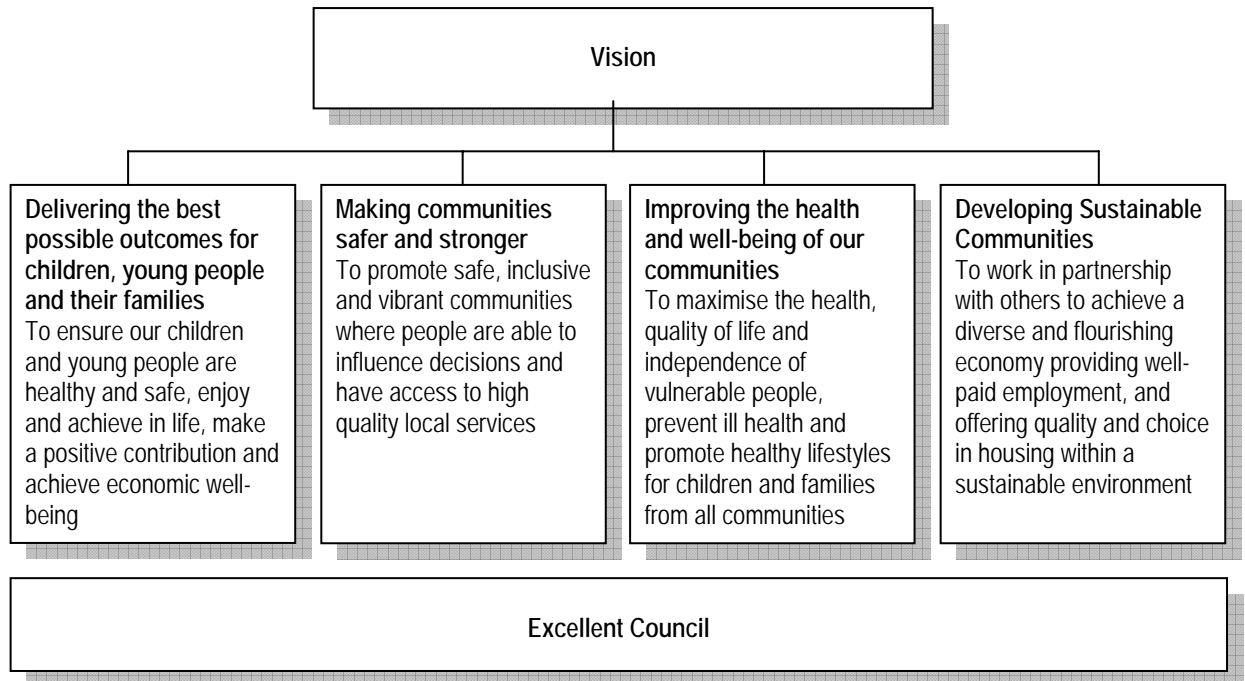 Vision
Delivering the best
possible outcomes for
children, young people
and their families
To ensure our children
and young people are
healthy and safe, enjoy
and achieve in life, make
a positive contribution and
achieve economic well-
being
Making communities
safer and stronger
To promote safe, inclusive
and vibrant communities
where people are able to
influence decisions and
have access to high
quality local services
Improving the health
and well-being of our
communities
To maximise the health,
quality of life and
independence of
vulnerable people,
prevent ill health and
promote healthy lifestyles
for children and families
from all communities
Developing Sustainable
Communities
To work in partnership
with others to achieve a
diverse and flourishing
economy providing well-
paid employment, and
offering quality and choice
in housing within a
sustainable environment
Excellent Council